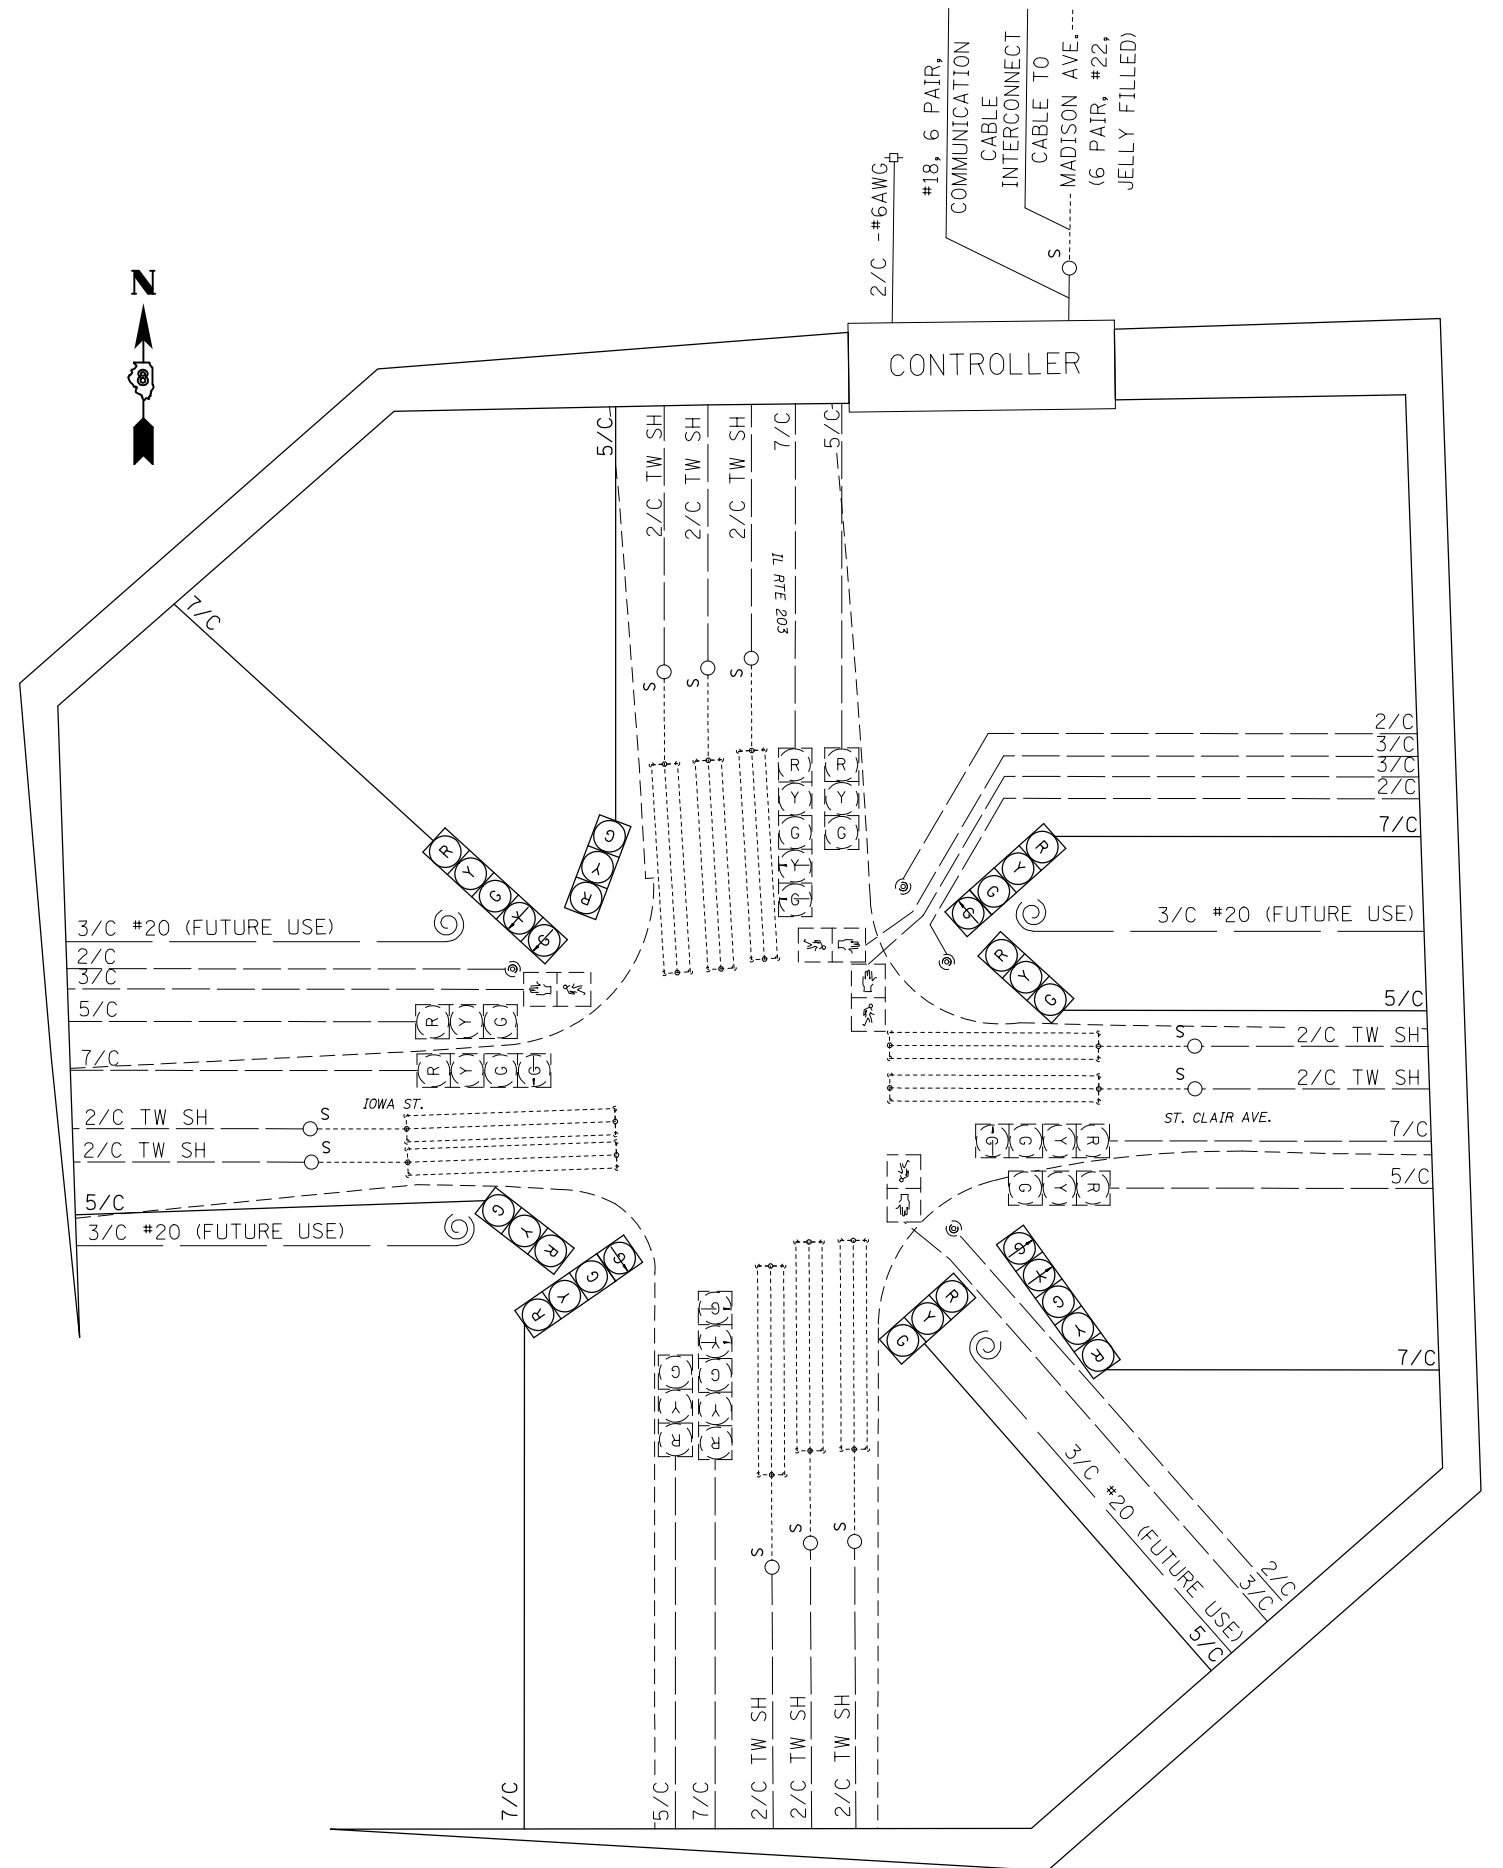 #18, 6 PAIR,
COMMUNICATION
CABLE
INTERCONNECT
CABLE TO
MADISON AVE.
(6 PAIR, #22,
JELLY FILLED)
2/C -#6AWG
S
N
CONTROLLER
5/C
2/C TW SH
2/C TW SH
2/C TW SH
7/C
5/C
IL RTE 203
7/C
S
S
S
2/C
3/C
3/C
2/C
7/C
R
Y
G
Y
G
R
Y
G
G
Y
R
R
Y
G
Y
G
R
Y
G
G
3/C #20 (FUTURE USE)
3/C #20 (FUTURE USE)
2/C
3/C
R
Y
G
5/C
5/C
R Y G
S
2/C TW SH
7/C
R Y G G
S
2/C TW SH
IOWA ST.
ST. CLAIR AVE.
2/C TW SH
S
2/C TW SH
S
G G Y R
7/C
G Y R
5/C
5/C
3/C #20 (FUTURE USE)
G
Y
R
G
G
Y
R
G
Y
G
Y
R
R
Y
G
7/C
G
Y
G
Y
R
G
Y
R
S
S
S
3/C #20 (FUTURE USE)
2/C
3/C
5/C
7/C
5/C
7/C
2/C TW SH
2/C TW SH
2/C TW SH